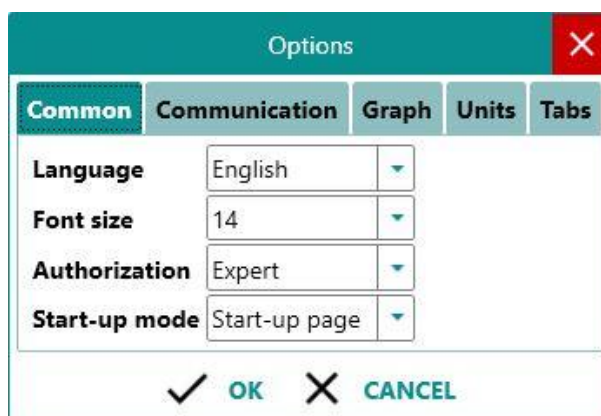 Options
Common Communication Graph Units Tabs
Language English
Font size 14
Authorization Expert
Start-up mode Start-up page
OK CANCEL